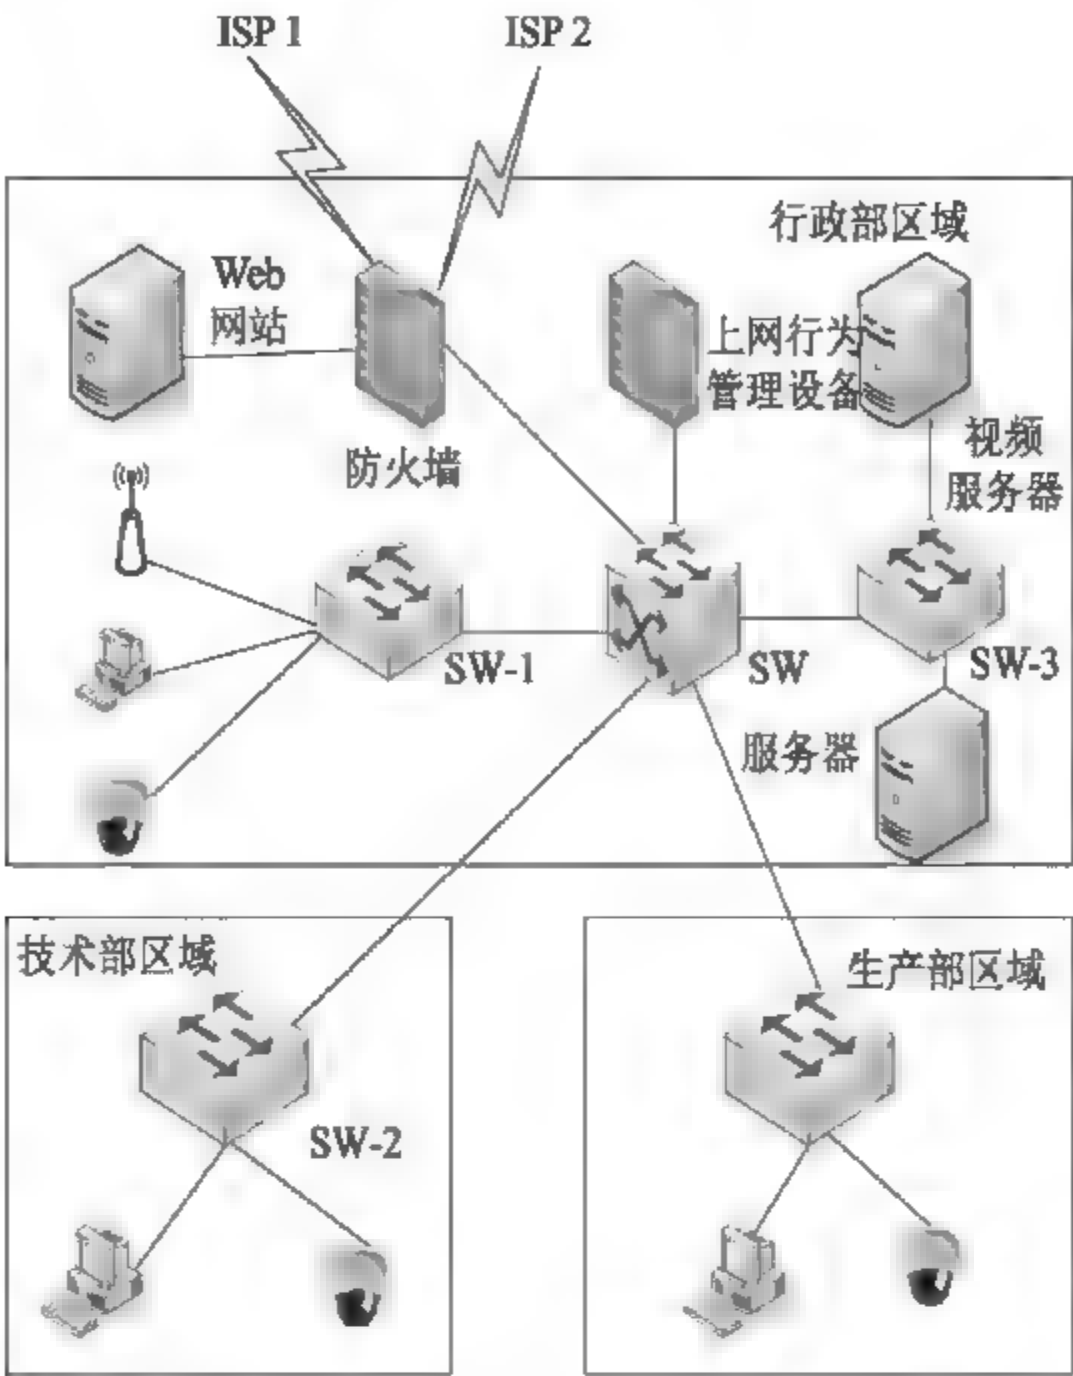 ISP 1
ISP 2
行政部区域
Web
网站
上网行为
管理设备
防火墙
视频
服务器
SW-1
SW
SW-3
服务器
技术部区域
生产部区域
SW-2